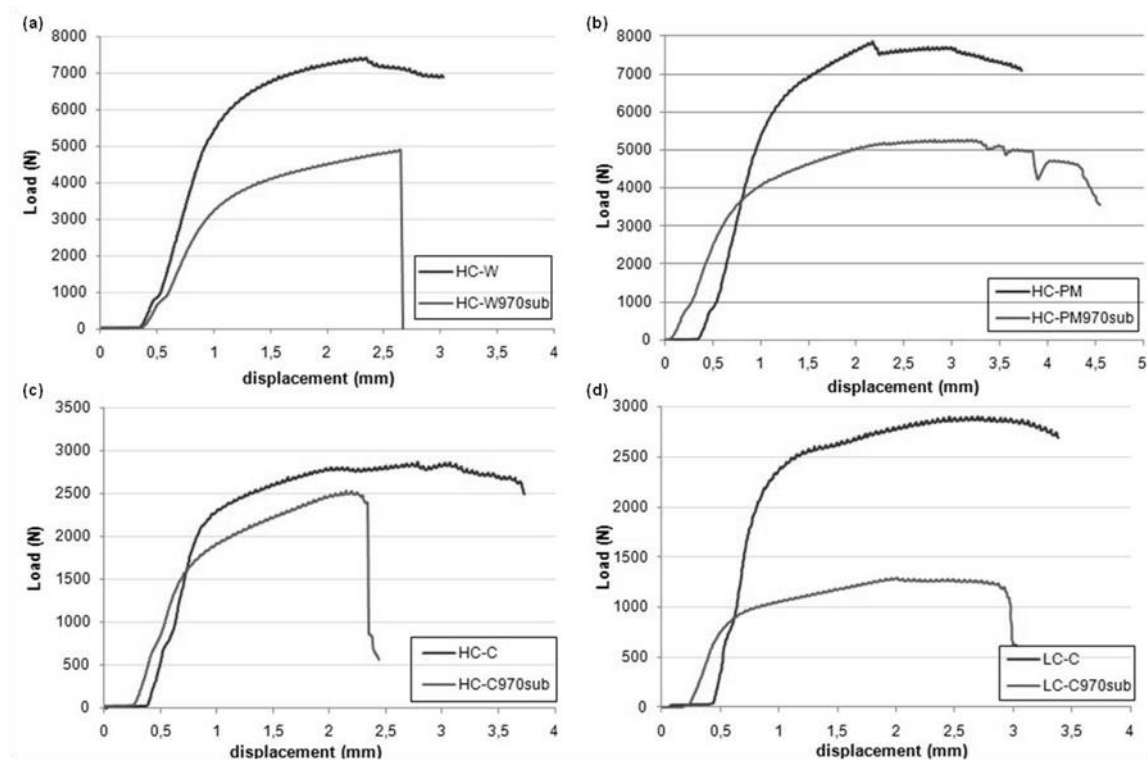 (a)
8000
7000
6000
5000
4000
3000
2000
1000
0
Load (N)
0 0,5 1 1,5 2 2,5 3 3,5 4
displacement (mm)
HC-W
HC-W970sub
(b)
8000
7000
6000
5000
4000
3000
2000
1000
0
Load (N)
0 0,5 1 1,5 2 2,5 3 3,5 4 4,5 5
displacement (mm)
HC-PM
HC-PM970sub
(c)
3500
3000
2500
2000
1500
1000
500
0
Load (N)
0 0,5 1 1,5 2 2,5 3 3,5 4
displacement (mm)
HC-C
HC-C970sub
(d)
3000
2500
2000
1500
1000
500
0
Load (N)
0 0,5 1 1,5 2 2,5 3 3,5 4
displacement (mm)
LC-C
LC-C970sub